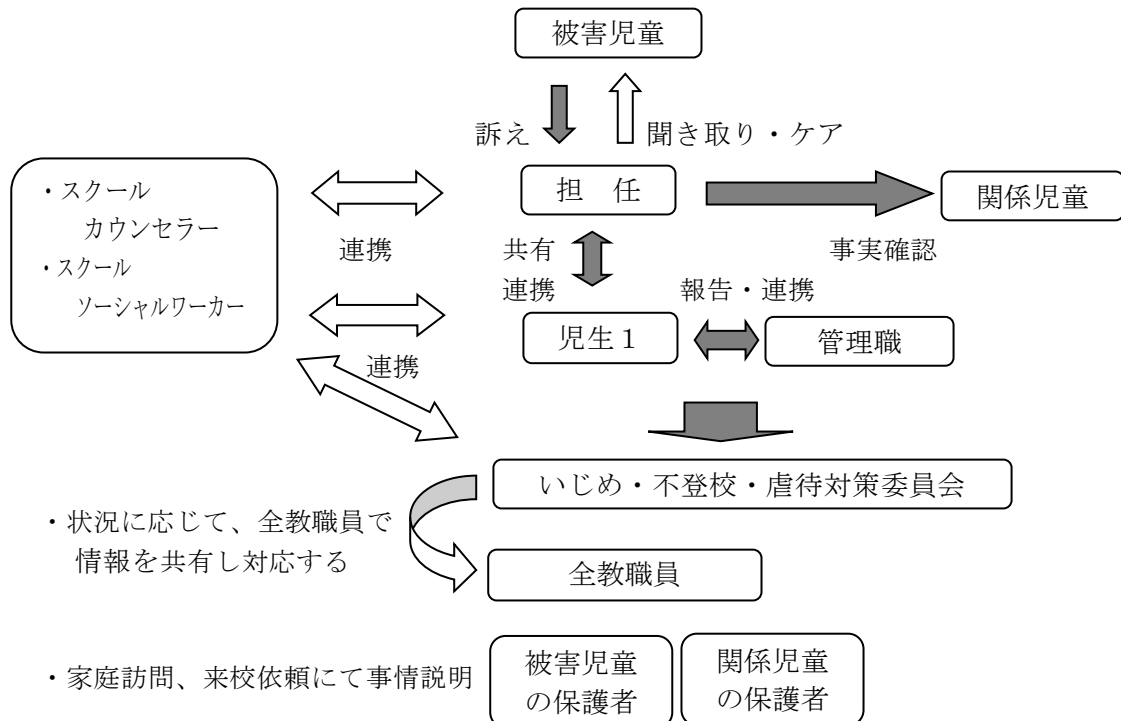 被害児童
訴え
聞き取り・ケア
・スクール
カウンセラー
・スクール
ソーシャルワーカー
連携
担　任
関係児童
事実確認
共有
連携
報告・連携
連携
児生１
管理職
いじめ・不登校・虐待対策委員会
・状況に応じて、全教職員で
情報を共有し対応する
全教職員
・家庭訪問、来校依頼にて事情説明
被害児童
の保護者
関係児童
の保護者